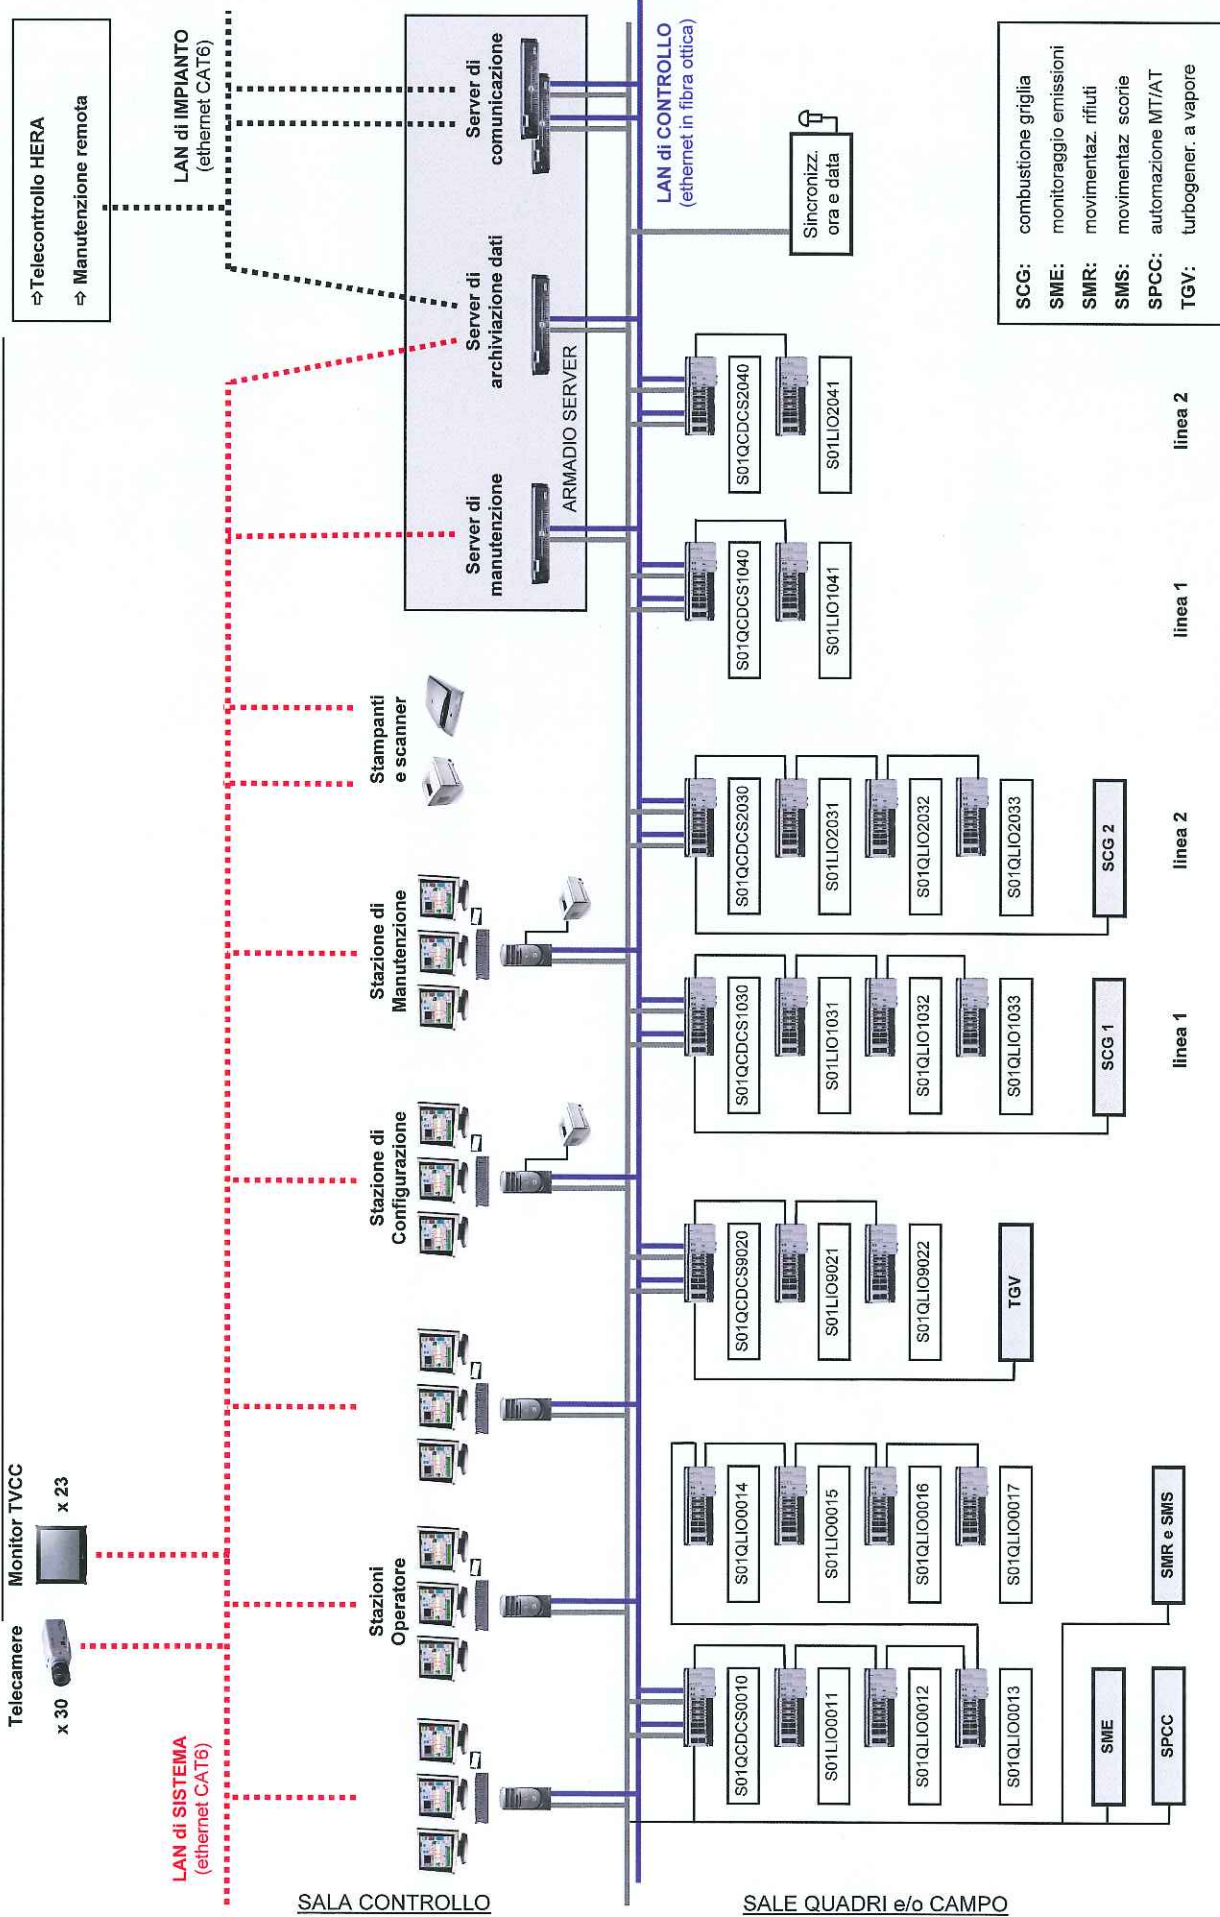 Telecamere
x 30
Monitor TVCC
x 23
⇨Telecontrollo HERA
⇨ Manutenzione remota
LAN di SISTEMA
(ethernet CAT6)
LAN di IMPIANTO
(ethernet CAT6)
SALA CONTROLLO
Stazioni
Operatore
Stazione di
Configurazione
Stazione di
Manutenzione
Stampanti
e scanner
Server di
manutenzione
Server di
archiviazione dati
Server di
comunicazione
ARMADIO SERVER
LAN di CONTROLLO
(ethernet in fibra ottica)
SALE QUADRI e/o CAMPO
S01QCDCS0010
S01LIO0011
S01QLIO0012
S01QLIO0013
SME
SPCC
S01QLIO0014
S01LIO0015
S01QLIO0016
S01QLIO0017
SMR e SMS
S01QCDCS9020
S01LIO9021
S01QLIO9022
TGV
S01QCDCS1030
S01LIO1031
S01QLIO1032
S01QLIO1033
SCG 1
linea 1
S01QCDCS2030
S01LIO2031
S01QLIO2032
S01QLIO2033
SCG 2
linea 2
S01QCDCS1040
S01LIO1041
linea 1
S01QCDCS2040
S01LIO2041
linea 2
Sincronizz.
ora e data
SCG: combustione griglia
SME: monitoraggio emissioni
SMR: movimentaz. rifiuti
SMS: movimentaz scorie
SPCC: automazione MT/AT
TGV: turbogener. a vapore